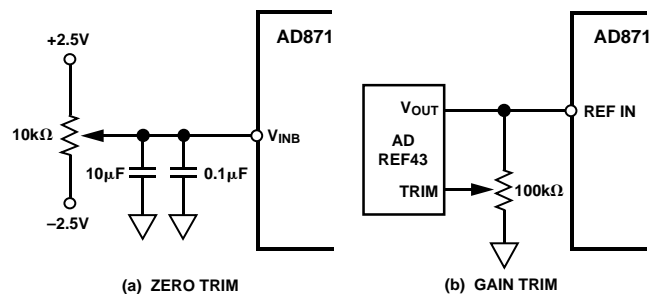 +2.5V
AD871
10kΩ
VINB
10µF
0.1µF
–2.5V
(a) ZERO TRIM
AD871
VOUT
REF IN
AD
REF43
TRIM
100kΩ
(b) GAIN TRIM